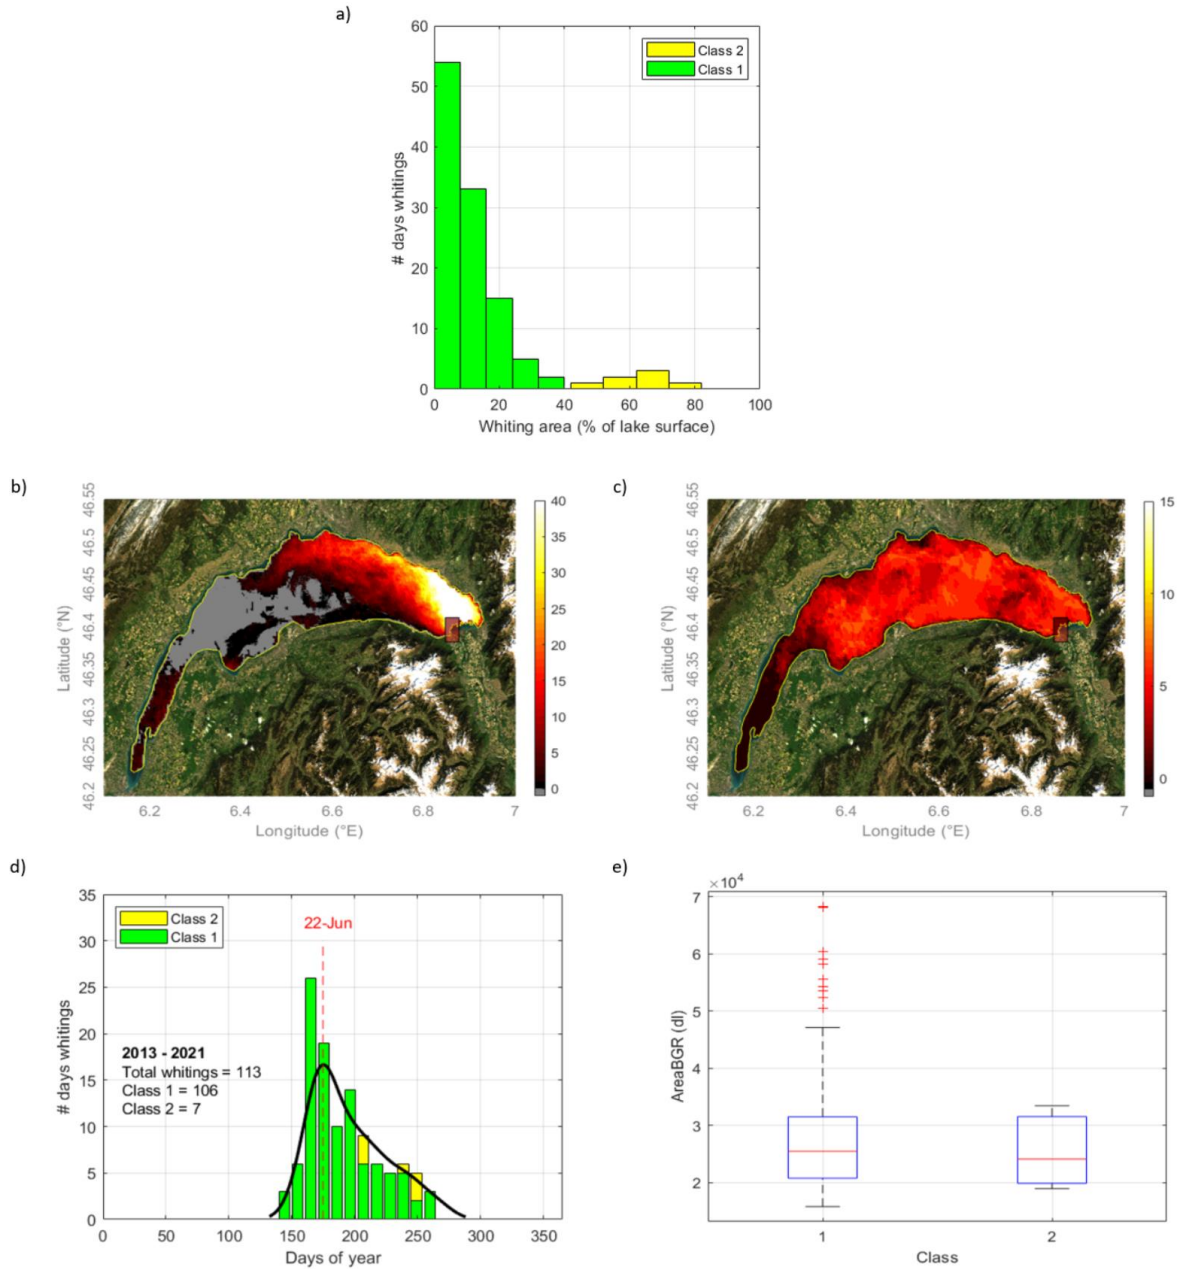 a)
60
50
40
30
20
10
0
# days whitings
Class 2
Class 1
0 20 40 60 80 100
Whiting area (% of lake surface)
b)
46.55
46.5
46.45
46.4
46.35
46.3
46.25
46.2
Latitude (°N)
6.2 6.4 6.6 6.8 7
Longitude (°E)
40
35
30
25
20
15
10
5
0
c)
46.55
46.5
46.45
46.4
46.35
46.3
46.25
46.2
Latitude (°N)
6.2 6.4 6.6 6.8 7
Longitude (°E)
15
10
5
0
d)
35
30
25
20
15
10
5
0
# days whitings
Class 2
Class 1
22-Jun
2013 - 2021
Total whitings = 113
Class 1 = 106
Class 2 = 7
0 50 100 150 200 250 300 350
Days of year
e)
×10⁴
7
6
5
4
3
2
AreaBGR (dl)
1 2
Class